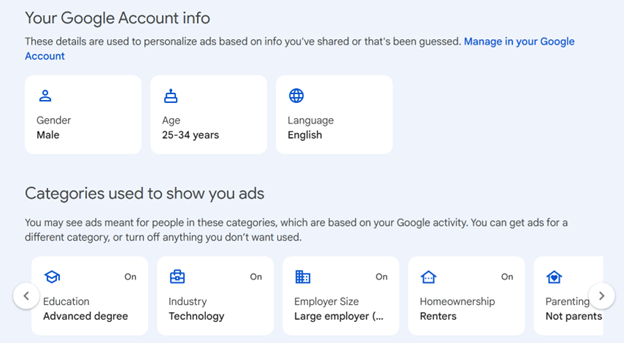 Your Google Account info
These details are used to personalize ads based on info you've shared or that's been guessed. Manage in your Google
Account
Gender
Male
Age
25-34 years
Language
English
Categories used to show you ads
You may see ads meant for people in these categories, which are based on your Google activity. You can get ads for a
different category, or turn off anything you don't want used.
On
Education
Advanced degree
On
Industry
Technology
On
Employer Size
Large employer (...
On
Homeownership
Renters
Parenting
Not parents